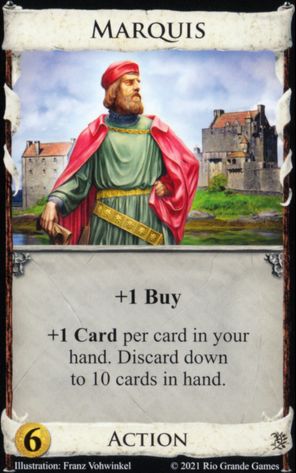 MARQUIS
+1 Buy
+1 Card per card in your
hand. Discard down
to 10 cards in hand.
6
ACTION
Illustration: Franz Vohwinkel © 2021 Rio Grande Games